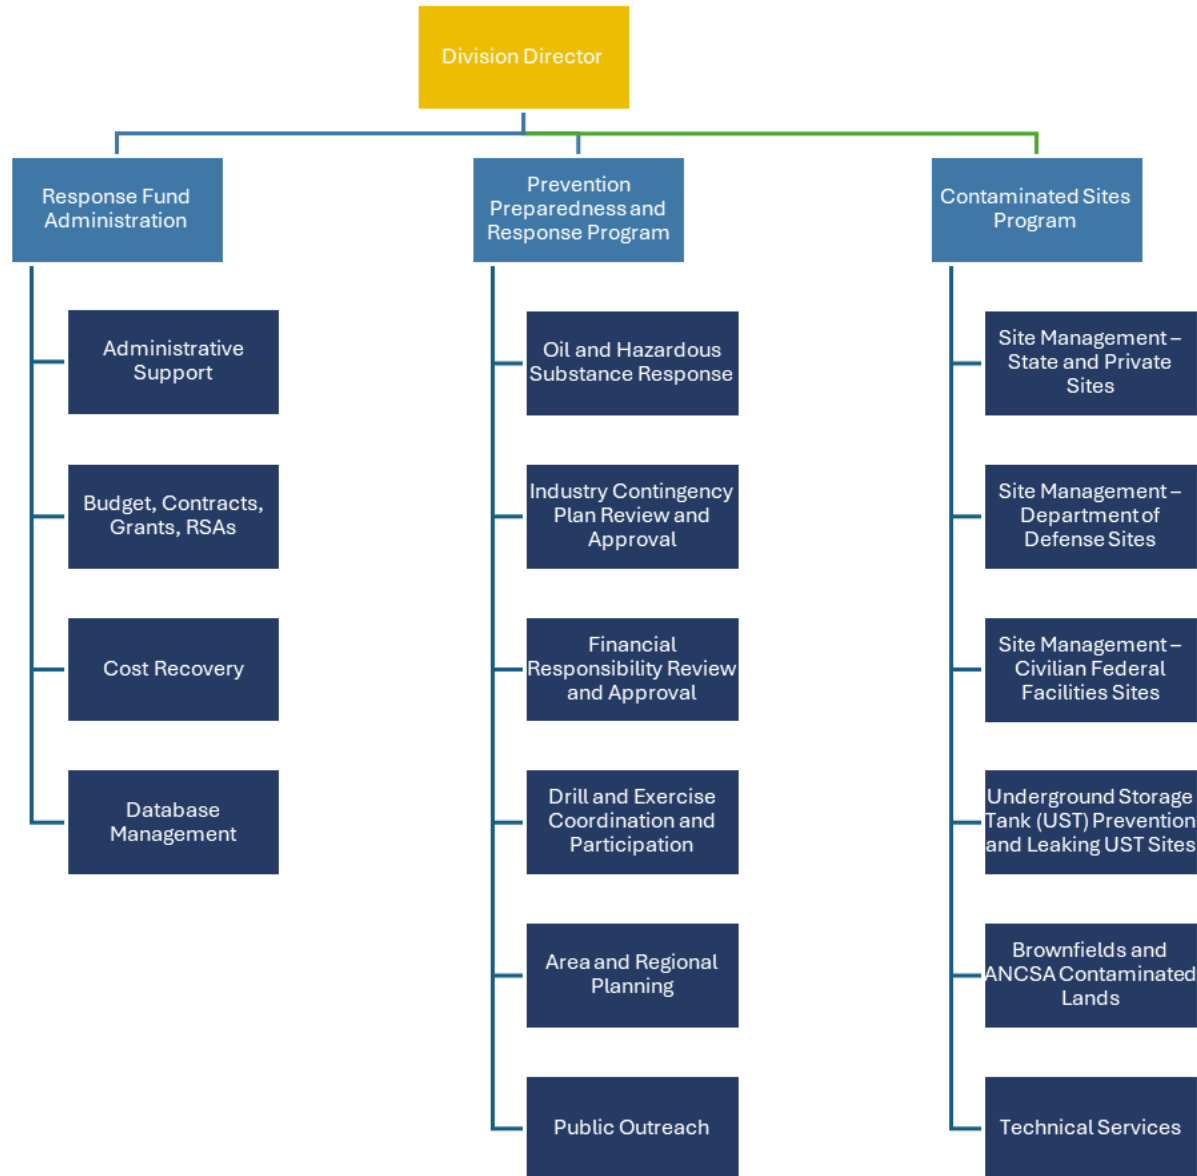 Division Director
Response Fund
Administration
Prevention
Preparedness and
Response Program
Contaminated Sites
Program
Administrative
Support
Budget, Contracts,
Grants, RSAs
Cost Recovery
Database
Management
Oil and Hazardous
Substance Response
Industry Contingency
Plan Review and
Approval
Financial
Responsibility Review
and Approval
Drill and Exercise
Coordination and
Participation
Area and Regional
Planning
Public Outreach
Site Management –
State and Private
Sites
Site Management –
Department of
Defense Sites
Site Management –
Civilian Federal
Facilities Sites
Underground Storage
Tank (UST) Prevention
and Leaking UST Sites
Brownfields and
ANCSA Contaminated
Lands
Technical Services